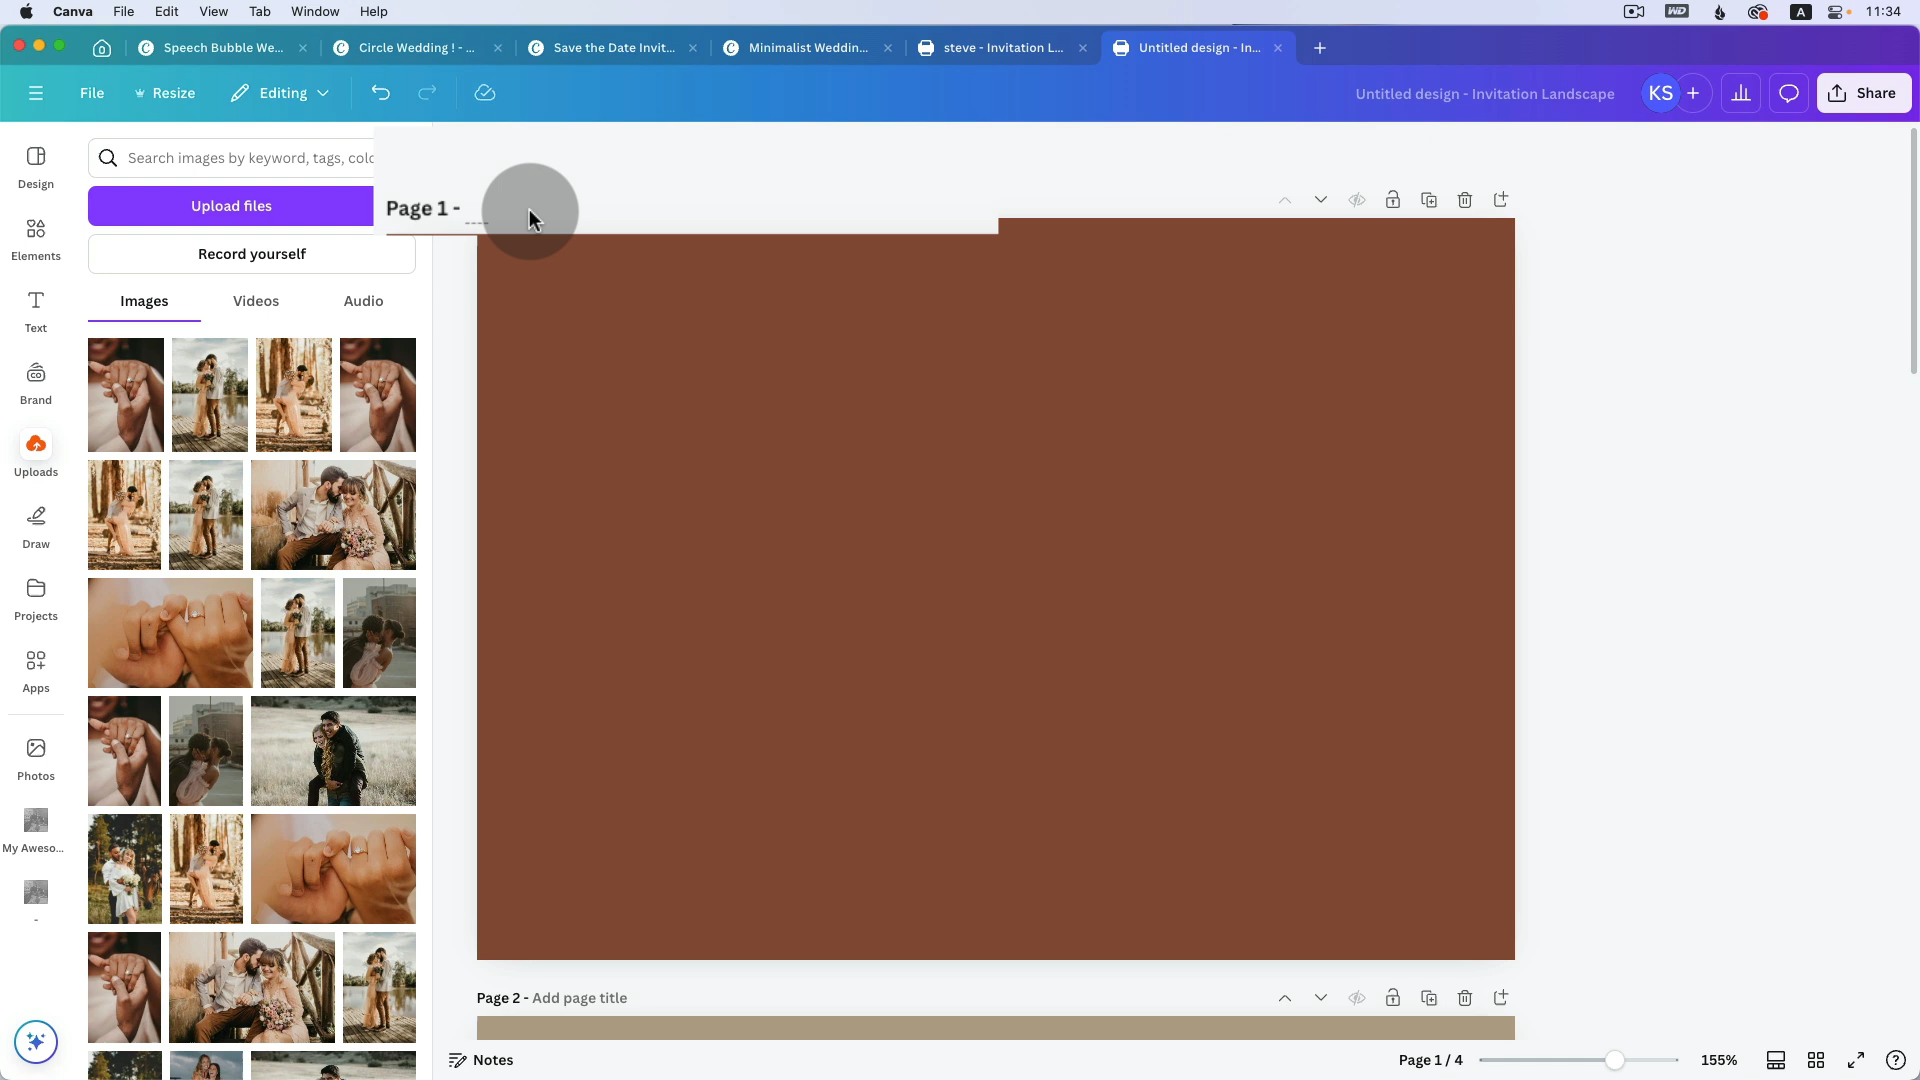 Canva File Edit View Tab Window Help
WD A 11:34
Speech Bubble We... Circle Wedding ! - ... Save the Date Invit... Minimalist Weddin... steve - Invitation L... Untitled design - In...
File Resize Editing Untitled design - Invitation Landscape KS Share
Search images by keyword, tags, colo
Upload files
Record yourself
Images Videos Audio
Design
Elements
Text
Brand
Uploads
Draw
Projects
Apps
Photos
My Aweso...
-
Page 1 -
Page 2 - Add page title
Notes
Page 1 / 4 155%